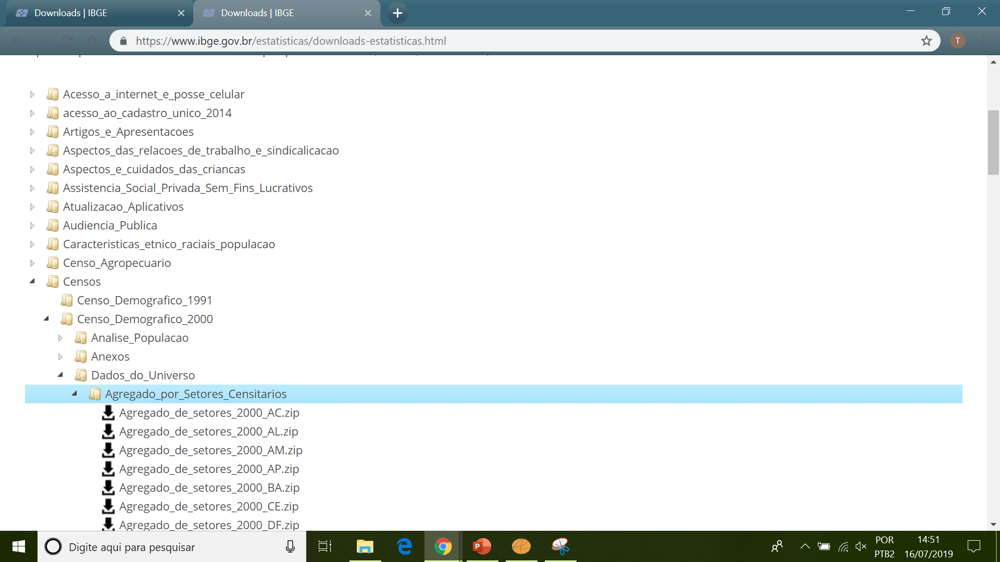 Downloads | IBGE
Downloads | IBGE
https://www.ibge.gov.br/estatisticas/downloads-estatisticas.html
T
Acesso_a_internet_e_posse_celular
acesso_ao_cadastro_unico_2014
Artigos_e_Apresentacoes
Aspectos_das_relacoes_de_trabalho_e_sindicalicacao
Aspectos_e_cuidados_das_criancas
Assistencia_Social_Privada_Sem_Fins_Lucrativos
Atualizacao_Aplicativos
Audiencia_Publica
Caracteristicas_etnico_raciais_populacao
Censo_Agropecuario
Censos
Censo_Demografico_1991
Censo_Demografico_2000
Analise_Populacao
Anexos
Dados_do_Universo
Agregado_por_Setores_Censitarios
Agregado_de_setores_2000_AC.zip
Agregado_de_setores_2000_AL.zip
Agregado_de_setores_2000_AM.zip
Agregado_de_setores_2000_AP.zip
Agregado_de_setores_2000_BA.zip
Agregado_de_setores_2000_CE.zip
Agregado_de_setores_2000_DF.zip
Digite aqui para pesquisar
P
POR
PTB2
14:51
16/07/2019